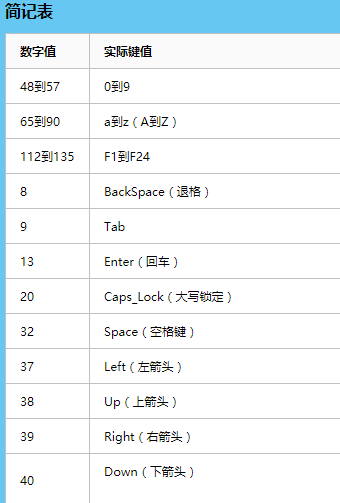 简记表
数字值 实际键值
48到57 0到9
65到90 a到z（A到Z）
112到135 F1到F24
8 BackSpace（退格）
9 Tab
13 Enter（回车）
20 Caps_Lock（大写锁定）
32 Space（空格键）
37 Left（左箭头）
38 Up（上箭头）
39 Right（右箭头）
40 Down（下箭头）